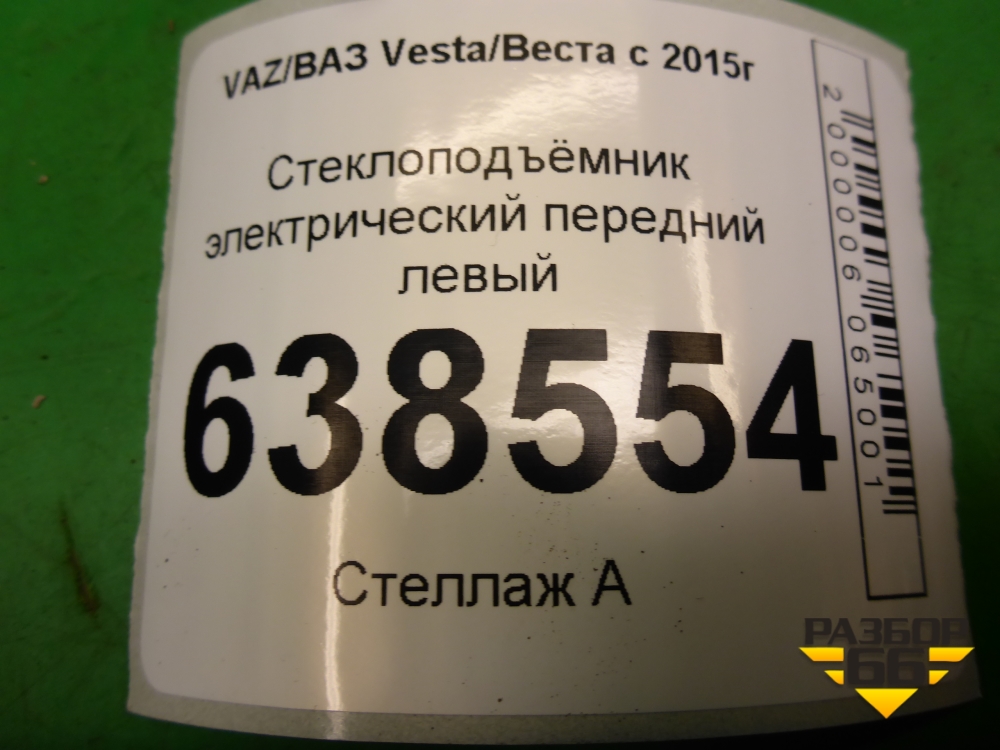 VAZ/ВАЗ Vesta/Веста с 2015г
Стеклоподъёмник
электрический передний
левый
638554
Стеллаж А
2000006065001
РАЗБОР
66